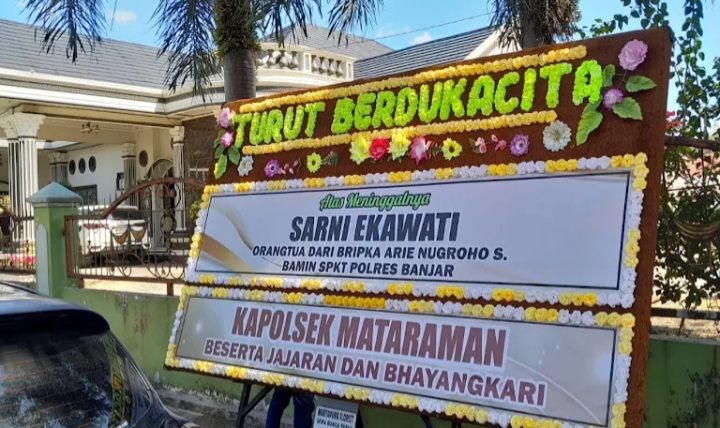 TURUT BERDUKACITA
Atas Meninggalnya
SARNI EKAWATI
ORANGTUA DARI BRIPKA ARIE NUGROHO S.
BAMIN SPKT POLRES BANJAR
KAPOLSEK MATARAMAN
BESERTA JAJARAN DAN BHAYANGKARI